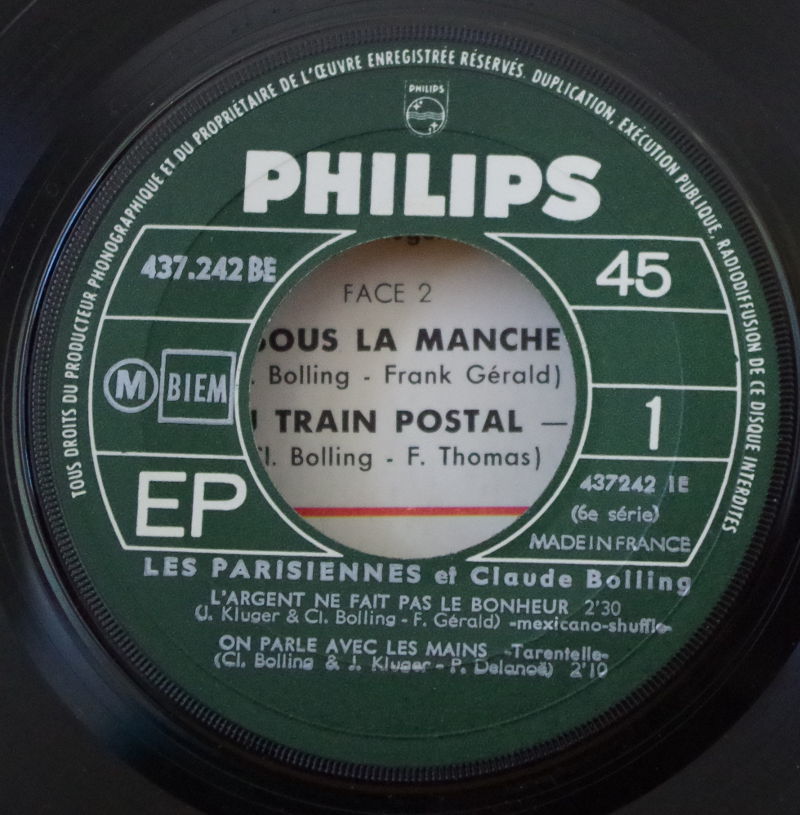 TOUS DROITS DU PRODUCTEUR PHONOGRAPHIQUE ET DU PROPRIÉTAIRE DE L'ŒUVRE ENREGISTRÉE RÉSERVÉS. DUPLICATION, EXÉCUTION PUBLIQUE, RADIODIFFUSION DE CE DISQUE INTERDITES
PHILIPS
PHILIPS
437.242 BE
45
FACE 2
SOUS LA MANCHE
. Bolling - Frank Gérald)
M BIEM
1
TRAIN POSTAL —
Cl. Bolling - F. Thomas)
EP
437242 1E
(6e série)
MADE IN FRANCE
LES PARISIENNES et Claude Bolling
L'ARGENT NE FAIT PAS LE BONHEUR 2'30
(J. Kluger & Cl. Bolling - F. Gérald) -mexicano-shuffle-
ON PARLE AVEC LES MAINS -Tarentelle-
(Cl. Bolling & J. Kluger - P. Delanoë) 2'10